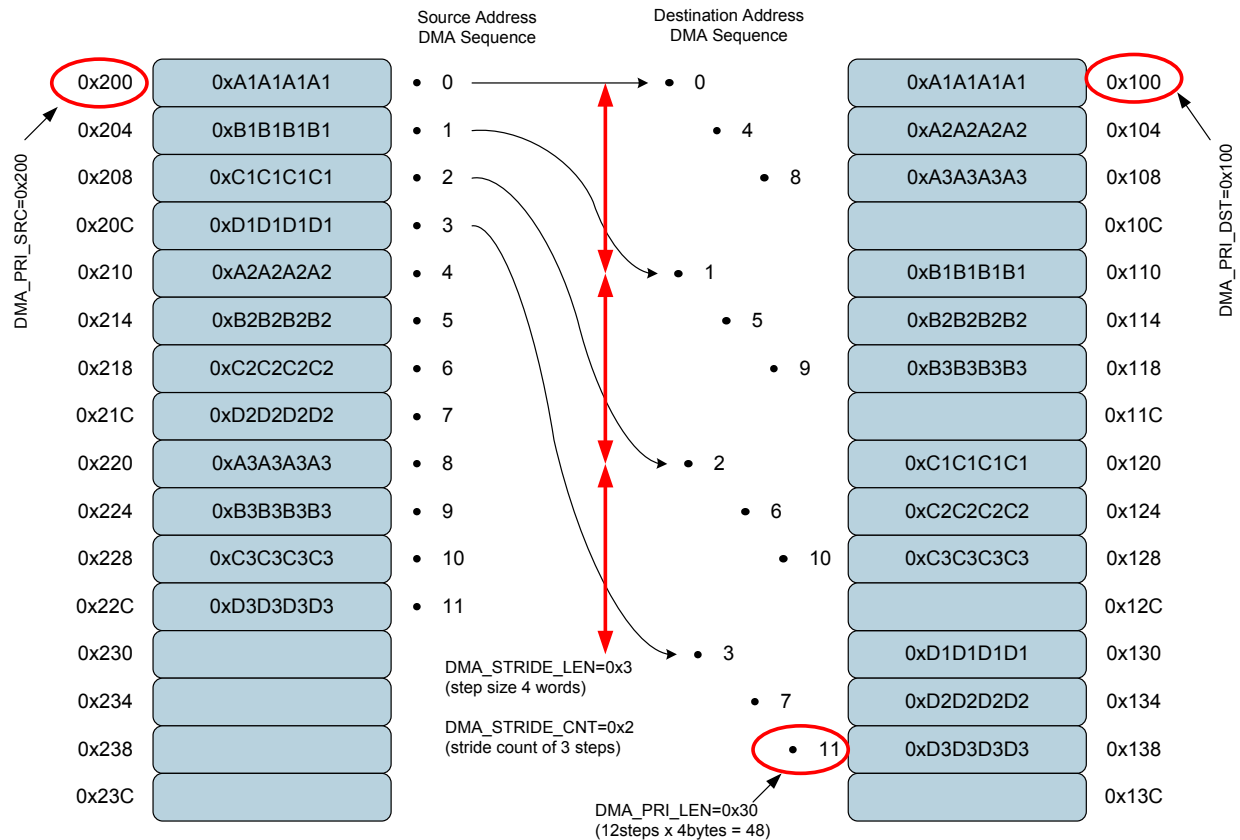 Source Address
DMA Sequence
Destination Address
DMA Sequence
0x200 0xA1A1A1A1 • 0 • 0 0xA1A1A1A1 0x100
0x204 0xB1B1B1B1 • 1 • 4 0xA2A2A2A2 0x104
0x208 0xC1C1C1C1 • 2 • 8 0xA3A3A3A3 0x108
0x20C 0xD1D1D1D1 • 3 0x10C
0x210 0xA2A2A2A2 • 4 • 1 0xB1B1B1B1 0x110
0x214 0xB2B2B2B2 • 5 • 5 0xB2B2B2B2 0x114
0x218 0xC2C2C2C2 • 6 • 9 0xB3B3B3B3 0x118
0x21C 0xD2D2D2D2 • 7 0x11C
0x220 0xA3A3A3A3 • 8 • 2 0xC1C1C1C1 0x120
0x224 0xB3B3B3B3 • 9 • 6 0xC2C2C2C2 0x124
0x228 0xC3C3C3C3 • 10 • 10 0xC3C3C3C3 0x128
0x22C 0xD3D3D3D3 • 11 0x12C
0x230 • 3 0xD1D1D1D1 0x130
0x234 • 7 0xD2D2D2D2 0x134
0x238 • 11 0xD3D3D3D3 0x138
0x23C 0x13C
DMA_PRI_SRC=0x200
DMA_PRI_DST=0x100
DMA_STRIDE_LEN=0x3
(step size 4 words)
DMA_STRIDE_CNT=0x2
(stride count of 3 steps)
DMA_PRI_LEN=0x30
(12steps x 4bytes = 48)